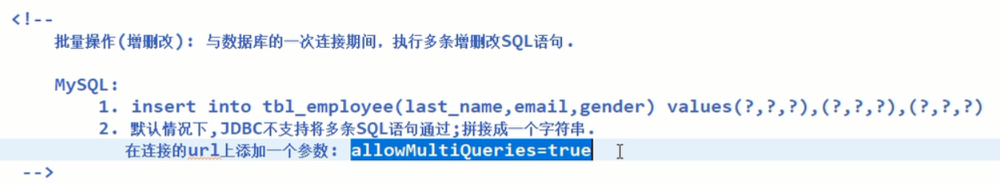 <!--
批量操作(增删改): 与数据库的一次连接期间, 执行多条增删改SQL语句.
MySQL:
1. insert into tbl_employee(last_name,email,gender) values(?,?,?),(?,?,?),(?,?,?)
2. 默认情况下,JDBC不支持将多条SQL语句通过;拼接成一个字符串.
在连接的url上添加一个参数: allowMultiQueries=true
-->